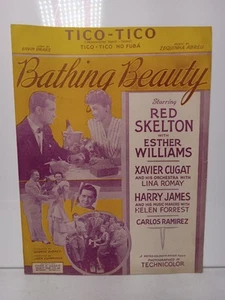 TICO-TICO
TICO-TICO NO FUBÁ
Bathing Beauty
Starring
RED
SKELTON
WITH
ESTHER
WILLIAMS
XAVIER CUGAT
AND HIS ORCHESTRA WITH
LINA ROMAY
HARRY JAMES
AND HIS MUSIC MAKERS WITH
HELEN FORREST
CARLOS RAMIREZ
TECHNICOLOR